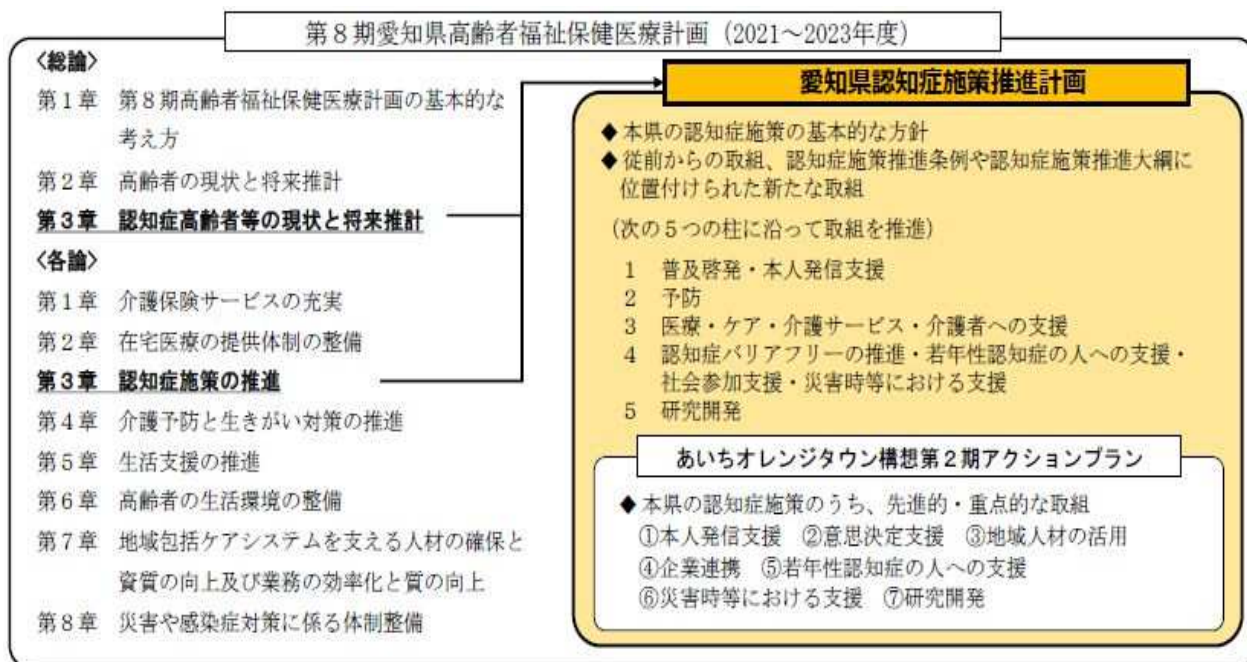 第８期愛知県高齢者福祉保健医療計画（2021～2023年度）
〈総論〉
第１章　第８期高齢者福祉保健医療計画の基本的な
考え方
第２章　高齢者の現状と将来推計
第３章　認知症高齢者等の現状と将来推計
〈各論〉
第１章　介護保険サービスの充実
第２章　在宅医療の提供体制の整備
第３章　認知症施策の推進
第４章　介護予防と生きがい対策の推進
第５章　生活支援の推進
第６章　高齢者の生活環境の整備
第７章　地域包括ケアシステムを支える人材の確保と
資質の向上及び業務の効率化と質の向上
第８章　災害や感染症対策に係る体制整備
愛知県認知症施策推進計画
◆本県の認知症施策の基本的な方針
◆従前からの取組、認知症施策推進条例や認知症施策推進大綱に
位置付けられた新たな取組
(次の５つの柱に沿って取組を推進)
１　普及啓発・本人発信支援
２　予防
３　医療・ケア・介護サービス・介護者への支援
４　認知症バリアフリーの推進・若年性認知症の人への支援・
社会参加支援・災害時等における支援
５　研究開発
あいちオレンジタウン構想第２期アクションプラン
◆本県の認知症施策のうち、先進的・重点的な取組
①本人発信支援　②意思決定支援　③地域人材の活用
④企業連携　⑤若年性認知症の人への支援
⑥災害時等における支援　⑦研究開発